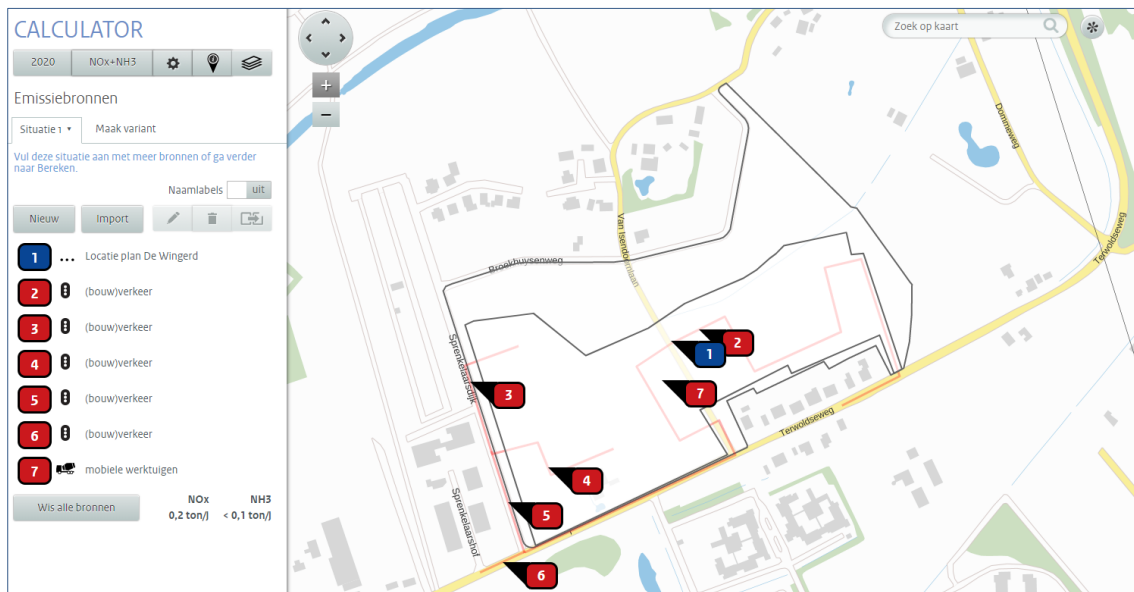 CALCULATOR
2020 NOx+NH3
Emissiebronnen
Situatie 1 Maak variant
Vul deze situatie aan met meer bronnen of ga verder
naar Bereken.
Naamlabels uit
Nieuw Import
1 ... Locatie plan De Wingerd
2 (bouw)verkeer
3 (bouw)verkeer
4 (bouw)verkeer
5 (bouw)verkeer
6 (bouw)verkeer
7 mobiele werktuigen
Wis alle bronnen
NOx NH3
0,2 ton/j < 0,1 ton/j
Zoek op kaart
Dommeweg
Terwoldseweg
Van Isendoornlaan
Brookhuysenweg
Sprenkelaarsdijk
2
1
3
7
Terwoldseweg
4
Sprenkelaarshof
5
6